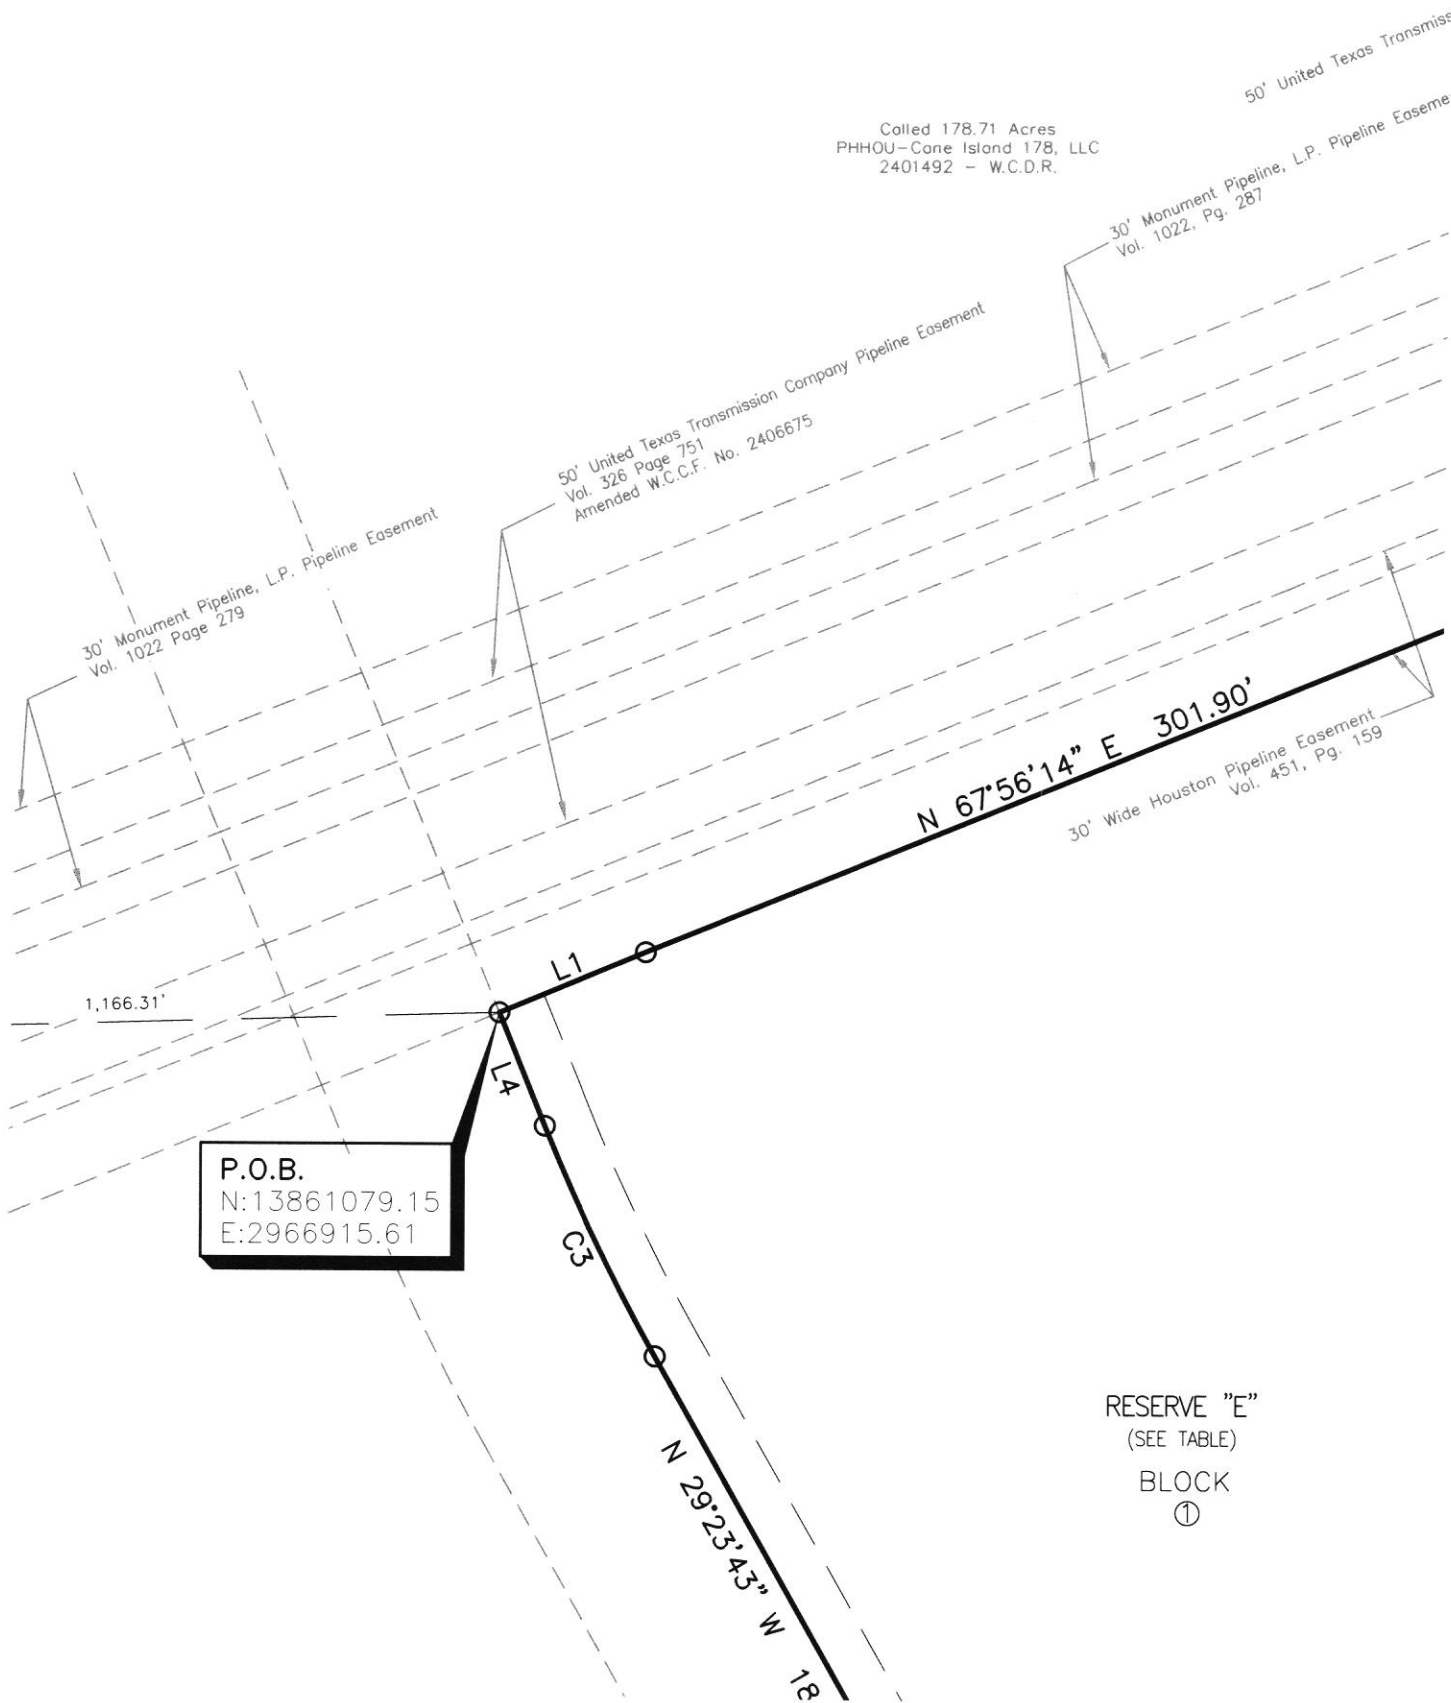 50' United Texas
Called 178.71 Acres
PHHOU-Cane Island 178, LLC
2401492 - W.C.D.R.
30' Monument Pipeline, L.P. Pipeline
Vol. 1022, Pg. 287
50' United Texas Transmission Company Pipeline Easement
Vol. 326 Page 751
Amended W.C.C.F. No. 2406675
30' Monument Pipeline, L.P. Pipeline Easement
Vol. 1022 Page 279
N 67°56'14" E 301.90'
30' Wide Houston Pipeline Easement
Vol. 451, Pg. 159
L1
1,166.31'
L4
P.O.B.
N:13861079.15
E:2966915.61
C3
RESERVE "E"
(SEE TABLE)
BLOCK
1
N 29°23'43" W 18